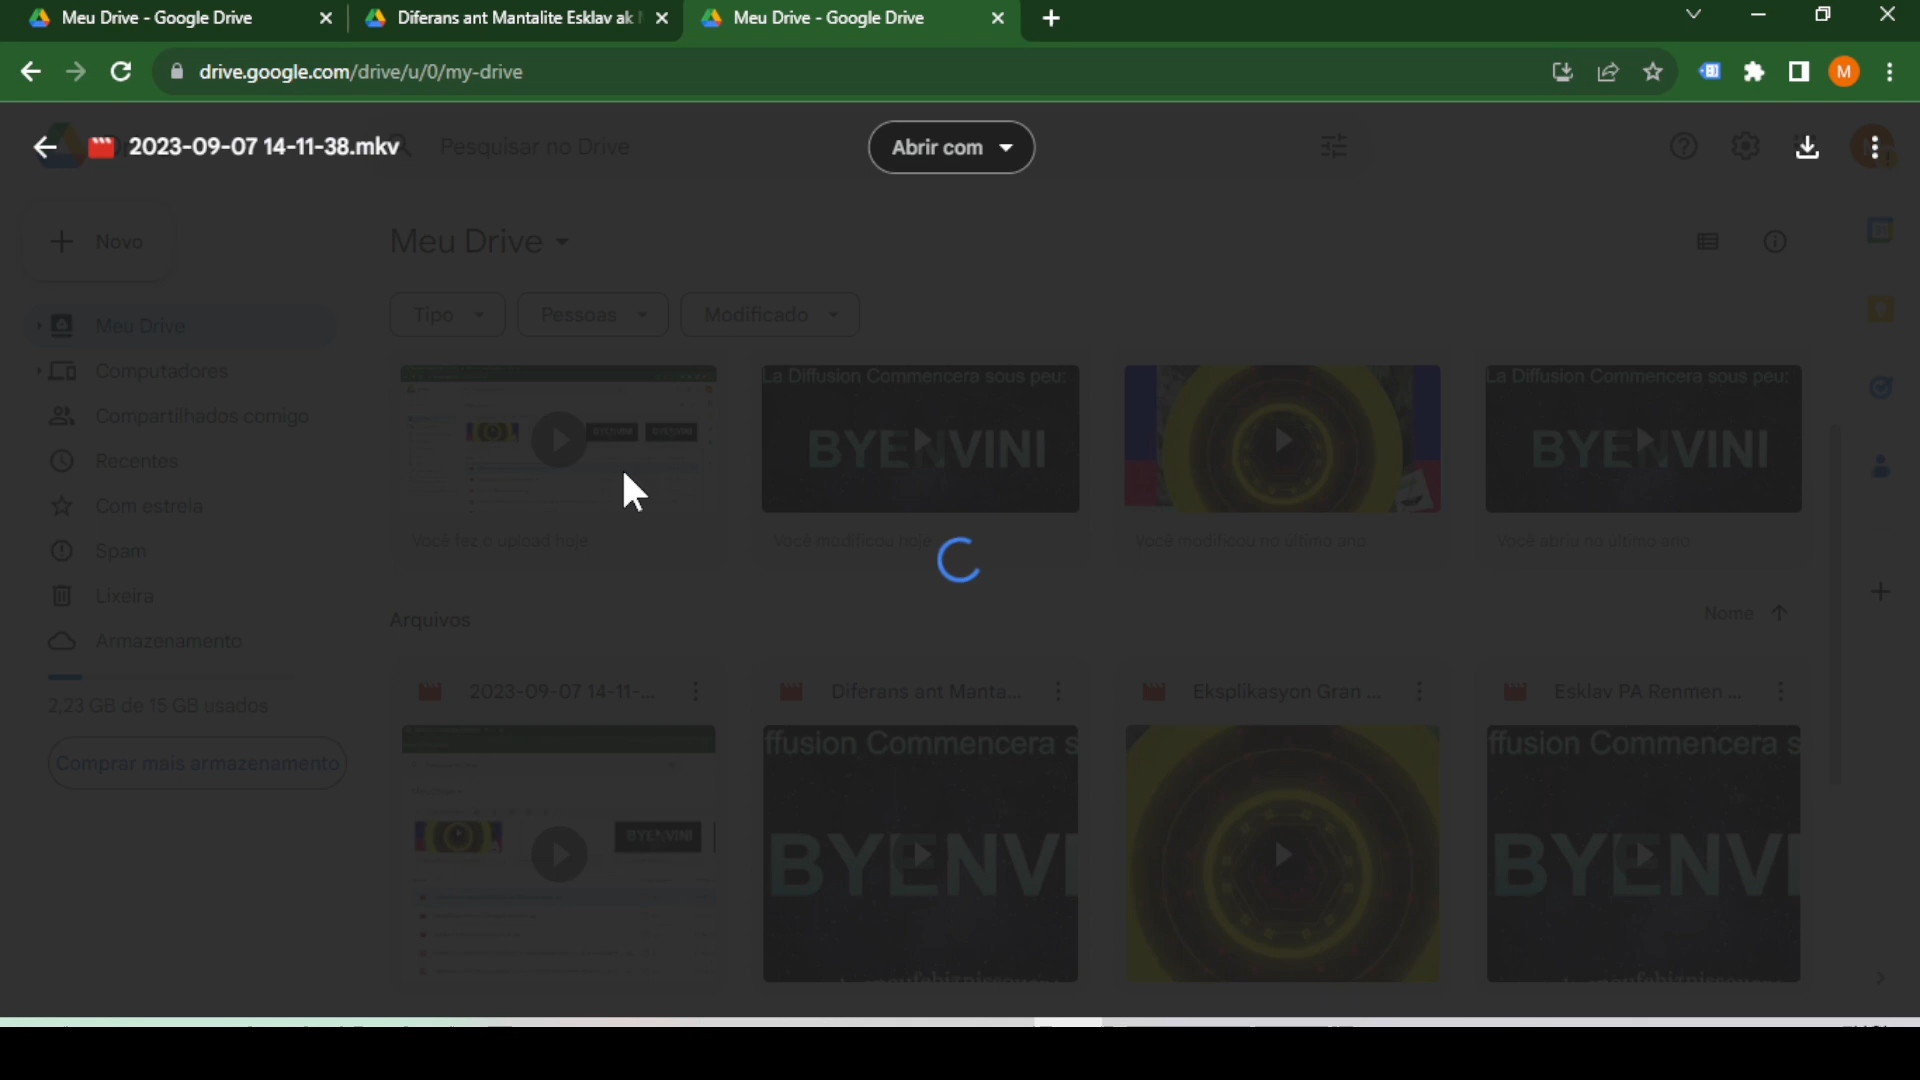 Meu Drive - Google Drive
Diferans ant Mantalite Esklav ak
Meu Drive - Google Drive
drive.google.com/drive/u/0/my-drive
M
2023-09-07 14-11-38.mkv
Pesquisar no Drive
Abrir com
Novo
Meu Drive
Tipo
Pessoas
Modificado
Meu Drive
Computadores
Compartilhados comigo
Recentes
Com estrela
Spam
Lixeira
Armazenamento
2,23 GB de 15 GB usados
Comprar mais armazenamento
La Diffusion Commencera sous peu:
BYENVINI
La Diffusion Commencera sous peu:
BYENVINI
Você fez o upload hoje
Você modificou hoje
Você modificou no último ano
Você abriu no último ano
Arquivos
Nome
2023-09-07 14-11-...
Diferans ant Manta...
Eksplikasyon Gran ...
Esklav PA Renmen ...
BYENVINI
ffusion Commencera s
BYENVI
ffusion Commencera s
BYENVI